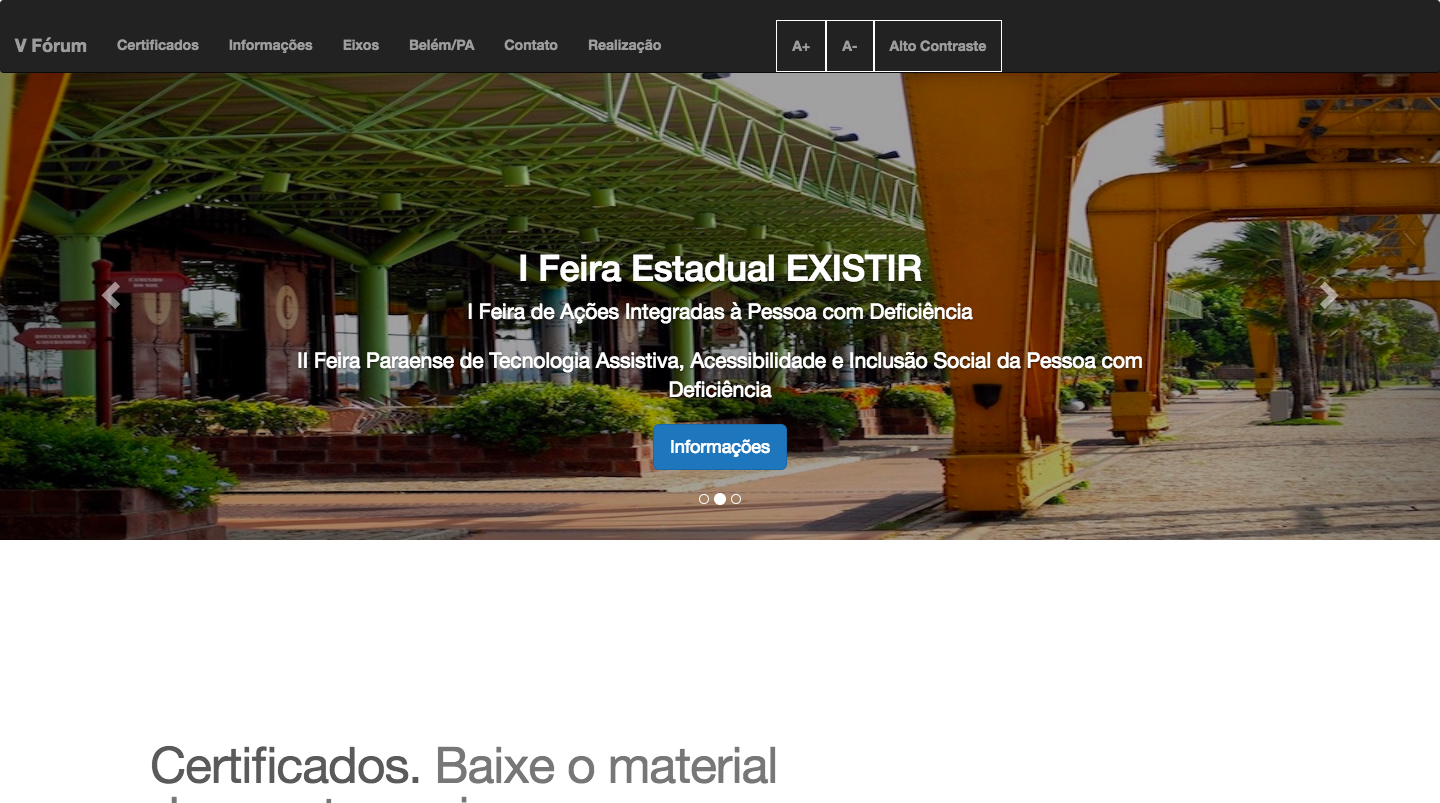 V Fórum Certificados Informações Eixos Belém/PA Contato Realização A+ A- Alto Contraste
I Feira Estadual EXISTIR
I Feira de Ações Integradas à Pessoa com Deficiência
II Feira Paraense de Tecnologia Assistiva, Acessibilidade e Inclusão Social da Pessoa com
Deficiência
Informações
Certificados. Baixe o material